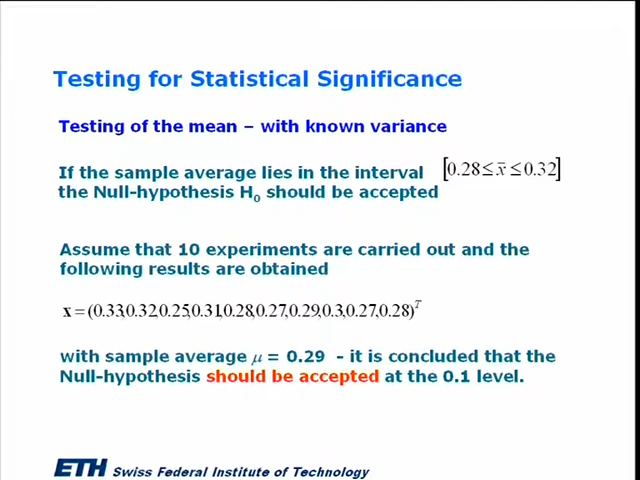 Testing for Statistical Significance
Testing of the mean – with known variance
If the sample average lies in the interval [0.28 ≤ x̄ ≤ 0.32]
the Null-hypothesis H₀ should be accepted
Assume that 10 experiments are carried out and the
following results are obtained
x = (0.33,0.32,0.25,0.31,0.28,0.27,0.29,0.3,0.27,0.28)ᵀ
with sample average μ = 0.29 - it is concluded that the
Null-hypothesis should be accepted at the 0.1 level.
ETH Swiss Federal Institute of Technology